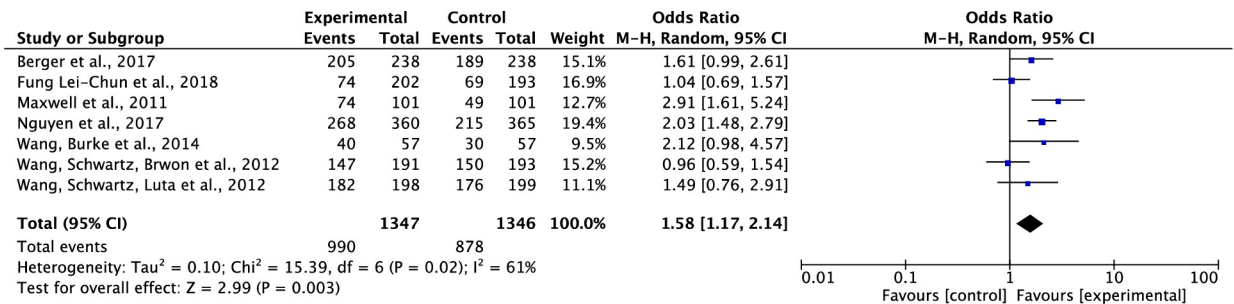 Experimental Control Odds Ratio Odds Ratio
Study or Subgroup Events Total Events Total Weight M-H, Random, 95% CI M-H, Random, 95% CI
Berger et al., 2017 205 238 189 238 15.1% 1.61 [0.99, 2.61]
Fung Lei-Chun et al., 2018 74 202 69 193 16.9% 1.04 [0.69, 1.57]
Maxwell et al., 2011 74 101 49 101 12.7% 2.91 [1.61, 5.24]
Nguyen et al., 2017 268 360 215 365 19.4% 2.03 [1.48, 2.79]
Wang, Burke et al., 2014 40 57 30 57 9.5% 2.12 [0.98, 4.57]
Wang, Schwartz, Brwon et al., 2012 147 191 150 193 15.2% 0.96 [0.59, 1.54]
Wang, Schwartz, Luta et al., 2012 182 198 176 199 11.1% 1.49 [0.76, 2.91]
Total (95% CI) 1347 1346 100.0% 1.58 [1.17, 2.14]
Total events 990 878
Heterogeneity: Tau² = 0.10; Chi² = 15.39, df = 6 (P = 0.02); I² = 61%
Test for overall effect: Z = 2.99 (P = 0.003)
0.01 0.1 1 10 100
Favours [control] Favours [experimental]